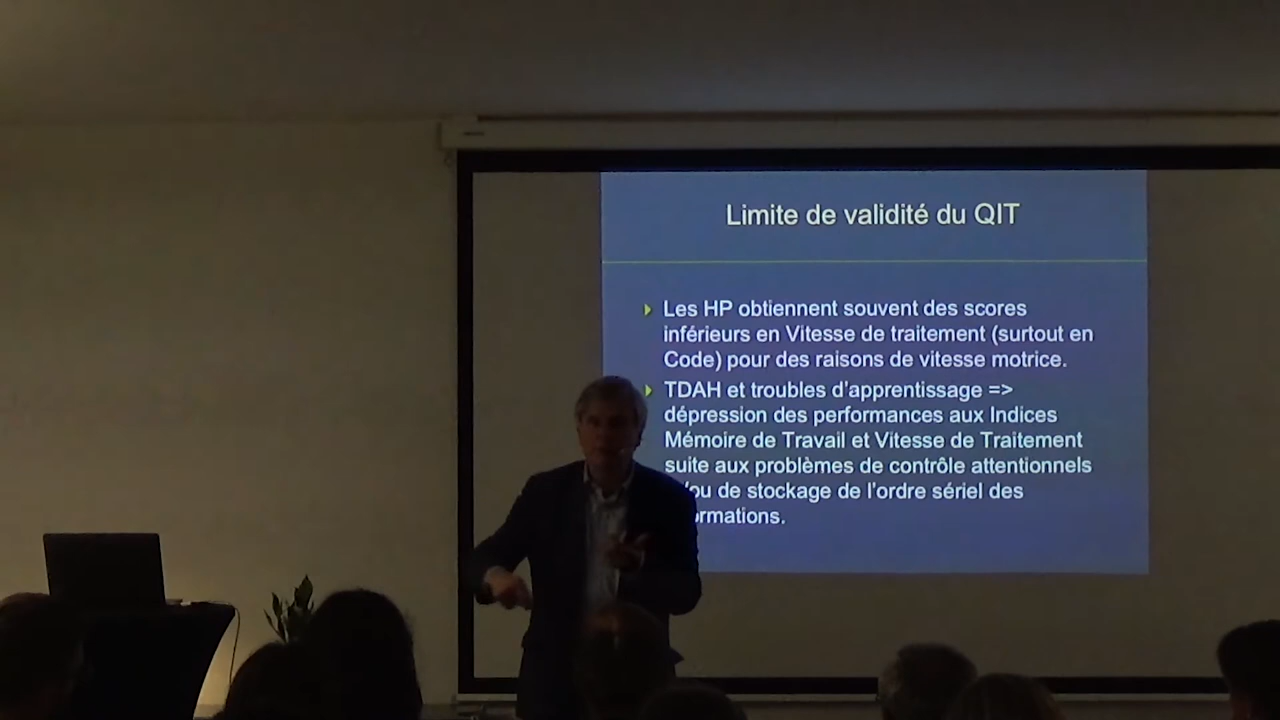 Limite de validité du QIT
Les HP obtiennent souvent des scores
inférieurs en Vitesse de traitement (surtout en
Code) pour des raisons de vitesse motrice.
TDAH et troubles d'apprentissage =>
dépression des performances aux Indices
Mémoire de Travail et Vitesse de Traitement
suite aux problèmes de contrôle attentionnels
/ou de stockage de l'ordre sériel des
ormations.